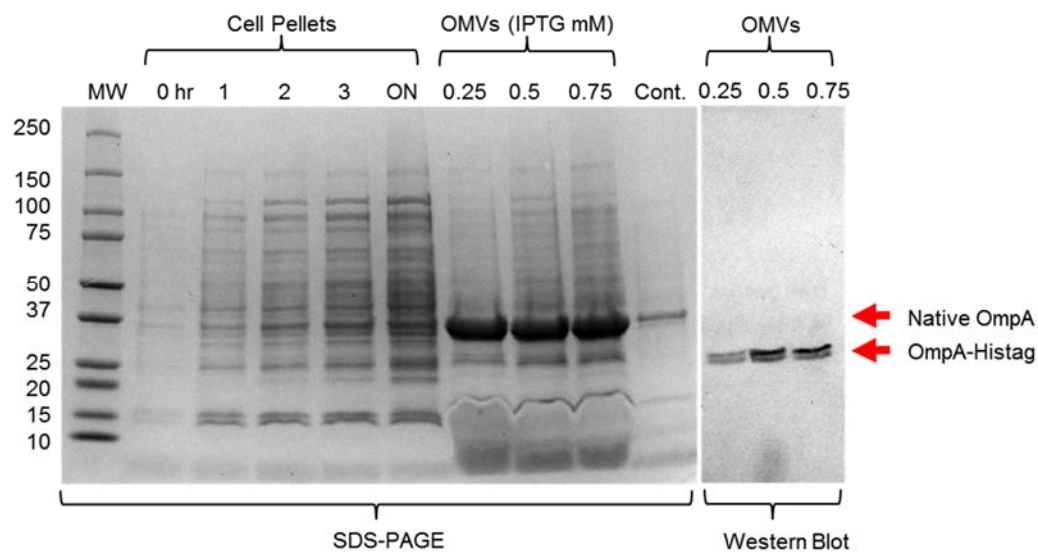 Cell Pellets OMVs (IPTG mM) OMVs
MW 0 hr 1 2 3 ON 0.25 0.5 0.75 Cont. 0.25 0.5 0.75
250
150
100
75
50
37
Native OmpA
OmpA-Histag
25
20
15
10
SDS-PAGE Western Blot